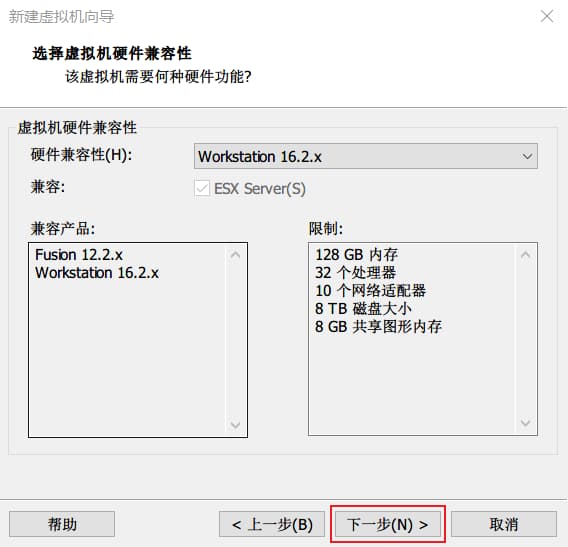 新建虚拟机向导
选择虚拟机硬件兼容性
该虚拟机需要何种硬件功能?
虚拟机硬件兼容性
硬件兼容性(H):
Workstation 16.2.x
兼容:
ESX Server(S)
兼容产品:
Fusion 12.2.x
Workstation 16.2.x
限制:
128 GB 内存
32 个处理器
10 个网络适配器
8 TB 磁盘大小
8 GB 共享图形内存
帮助
< 上一步(B)
下一步(N) >
取消